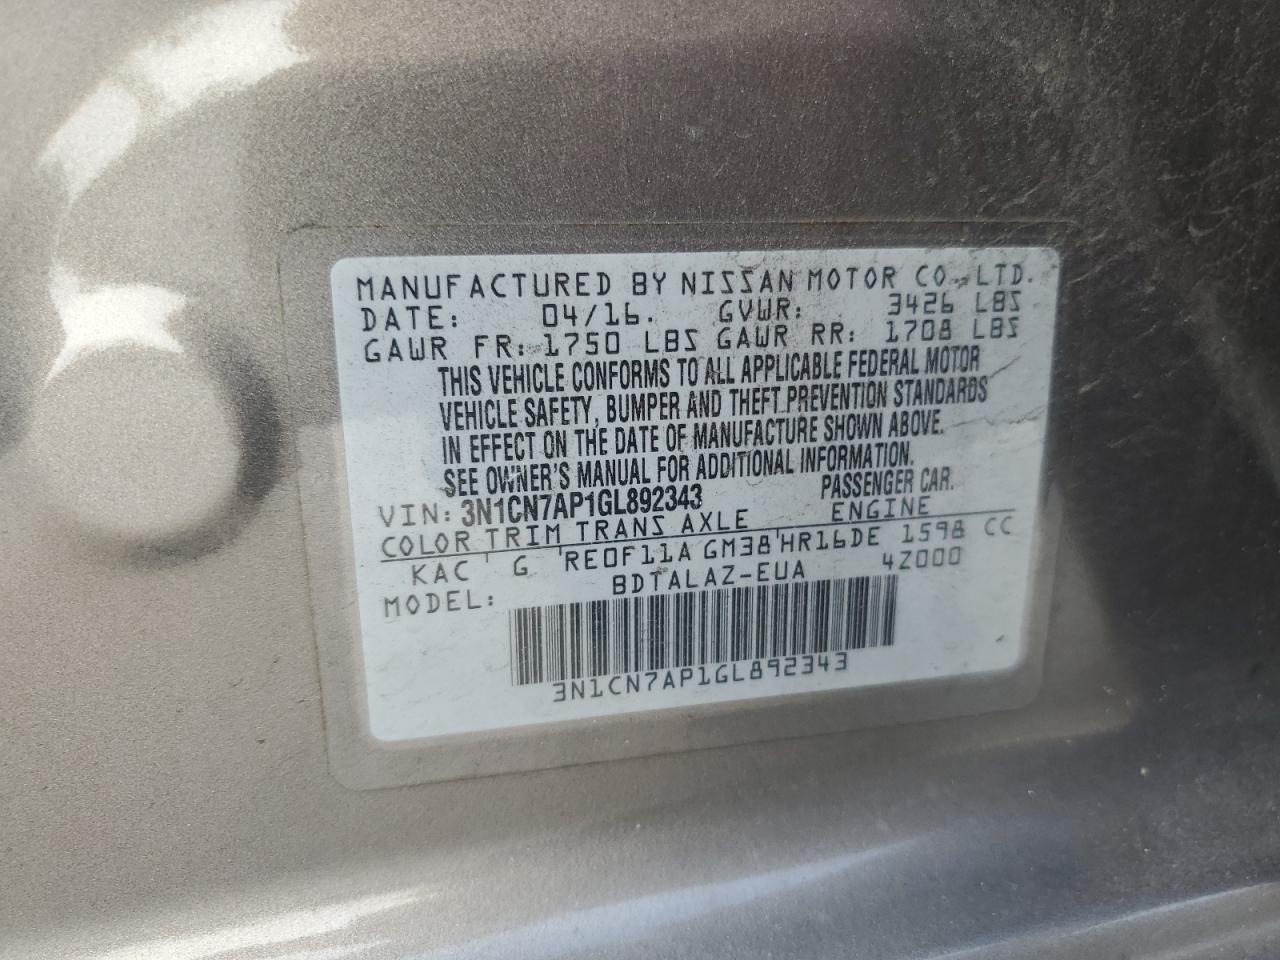 MANUFACTURED BY NISSAN MOTOR CO., LTD.
DATE: 04/16. GVWR: 3426 LBS
GAWR FR: 1750 LBS GAWR RR: 1708 LBS
THIS VEHICLE CONFORMS TO ALL APPLICABLE FEDERAL MOTOR
VEHICLE SAFETY, BUMPER AND THEFT PREVENTION STANDARDS
IN EFFECT ON THE DATE OF MANUFACTURE SHOWN ABOVE.
SEE OWNER'S MANUAL FOR ADDITIONAL INFORMATION.
VIN: 3N1CN7AP1GL892343 PASSENGER CAR.
COLOR TRIM TRANS AXLE ENGINE
KAC G RE0F11A GM38 HR16DE 1598 CC
MODEL: BDTALAZ-EUA 4Z000
3N1CN7AP1GL892343